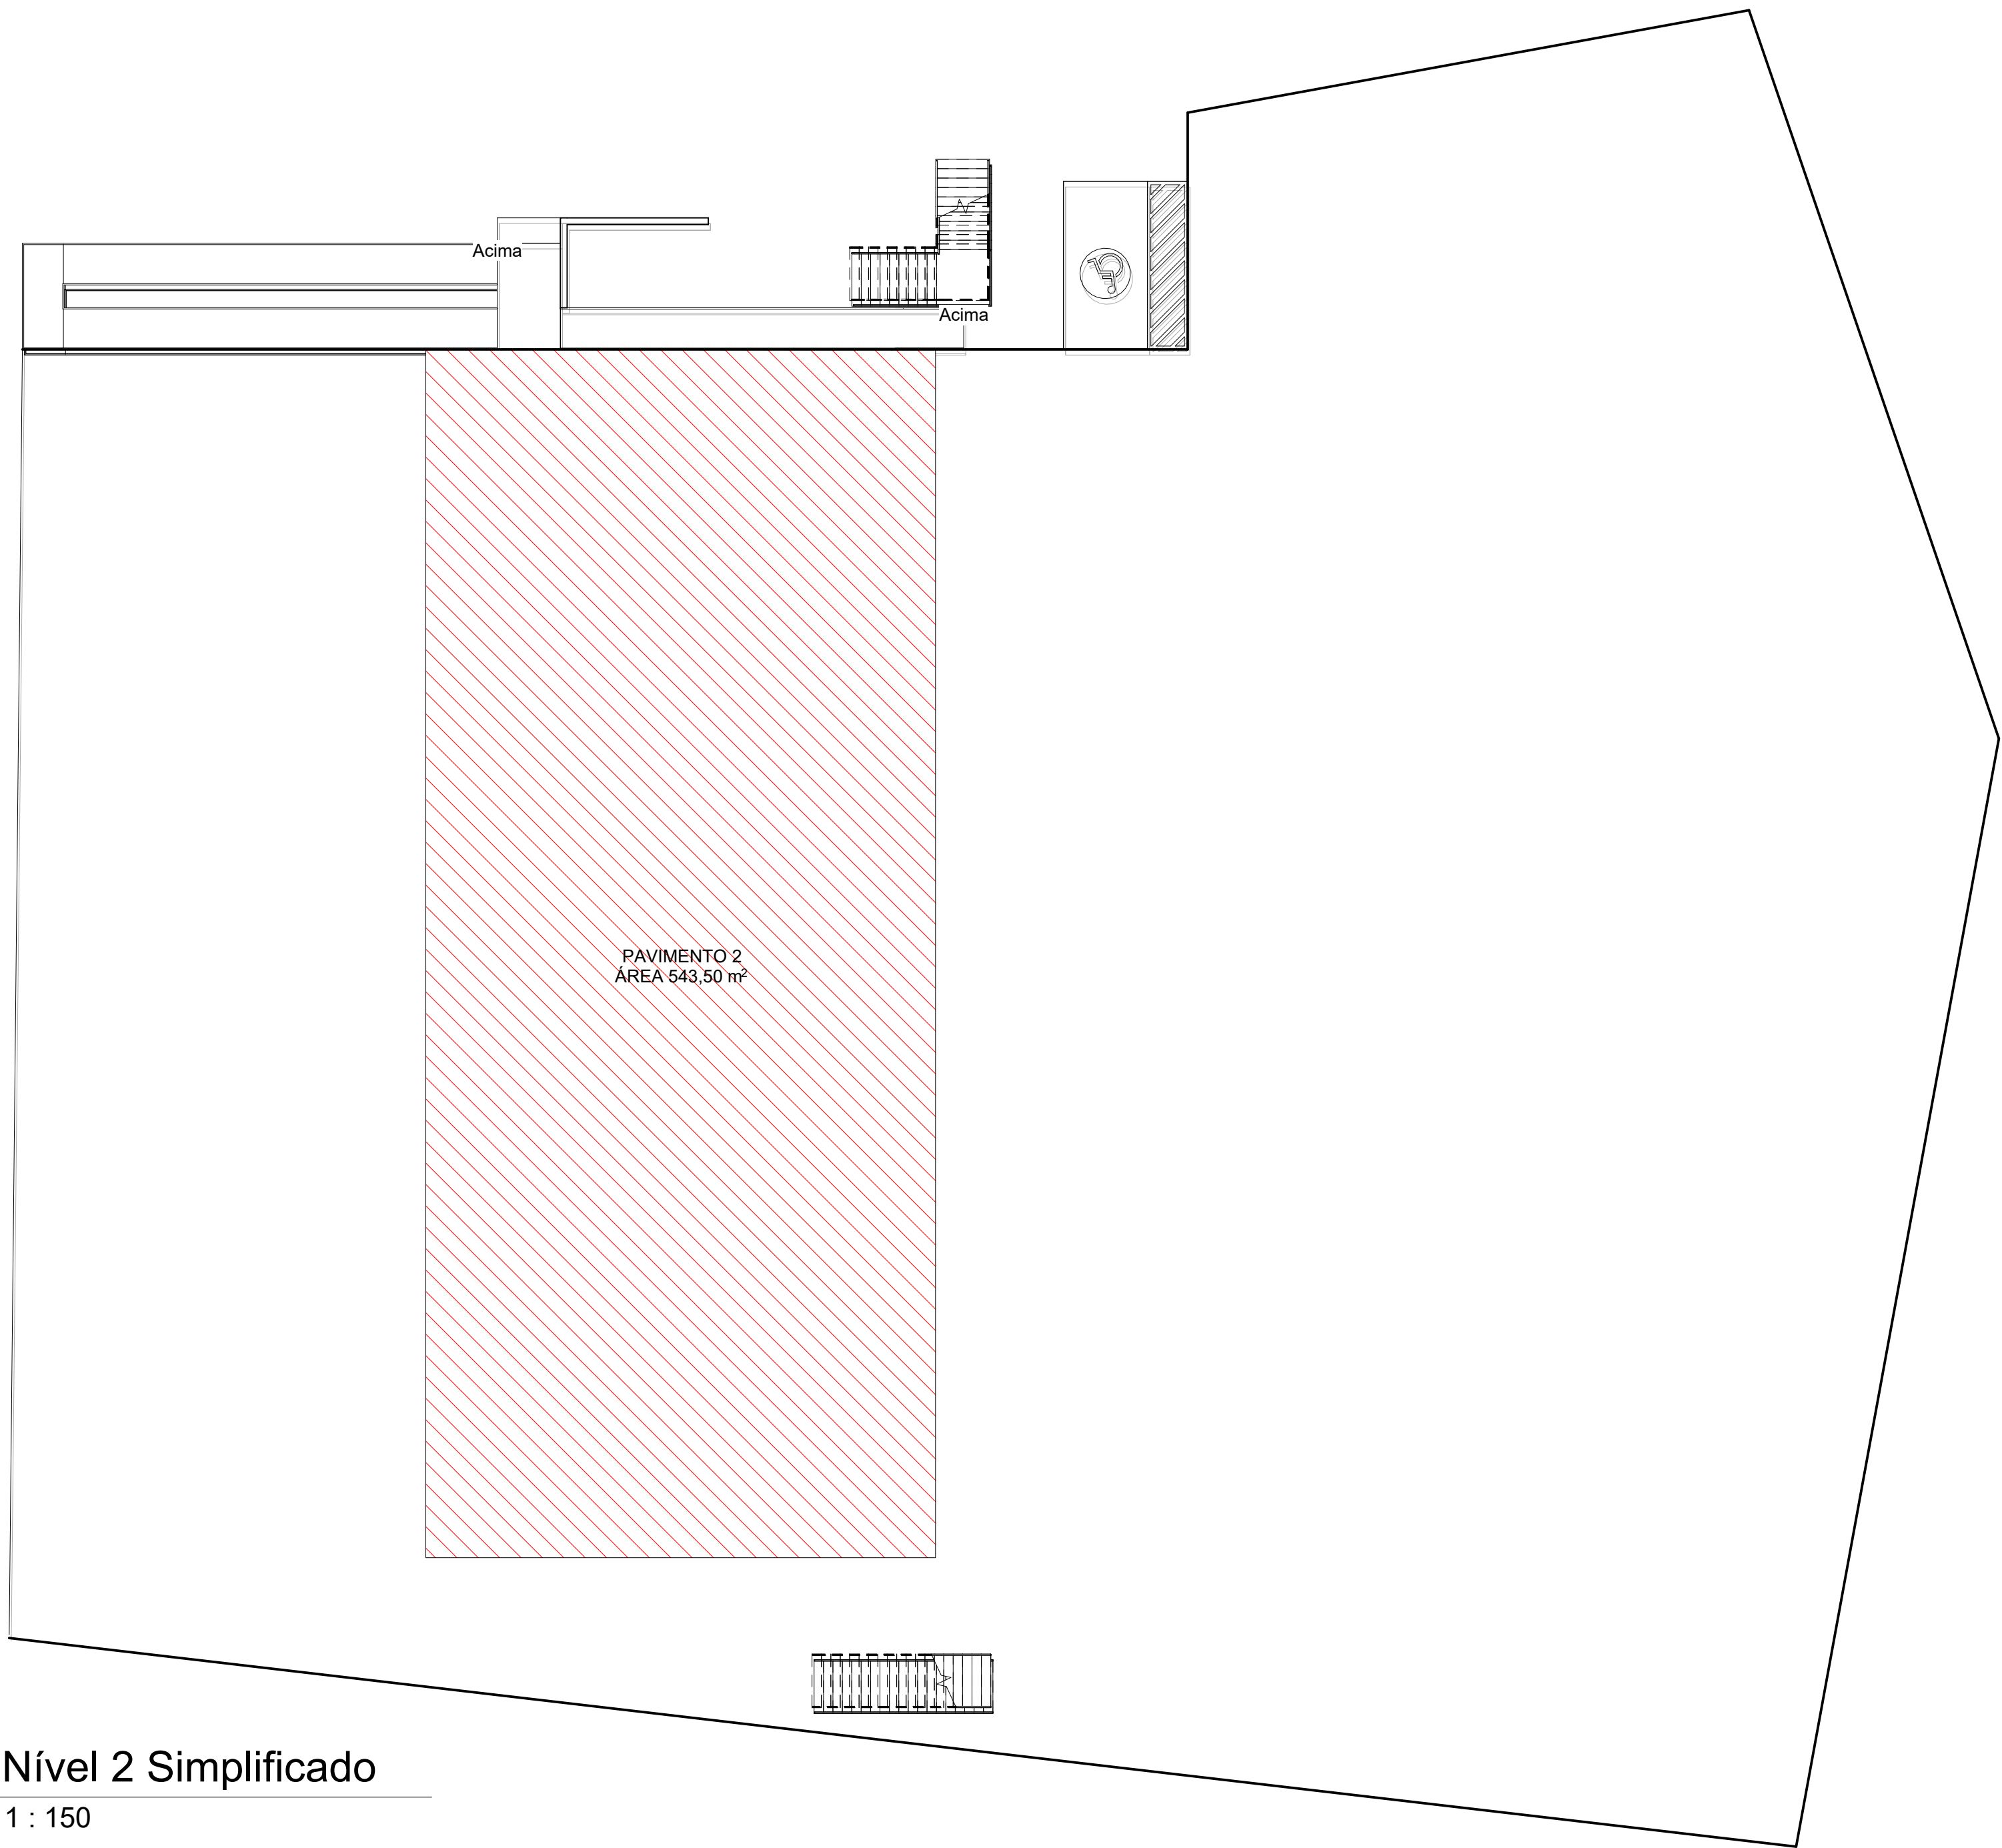 Acima
Acima
PAVIMENTO 2
ÁREA 543,50 m²
Nível 2 Simplificado
1 : 150